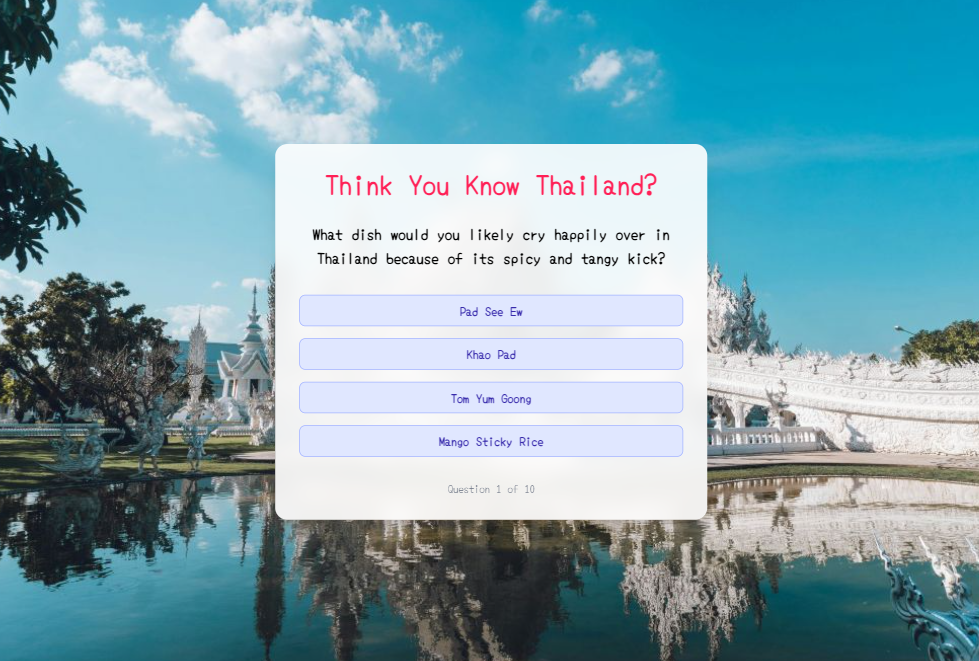 Think You Know Thailand?
What dish would you likely cry happily over in
Thailand because of its spicy and tangy kick?
Pad See Ew
Khao Pad
Tom Yum Goong
Mango Sticky Rice
Question 1 of 10